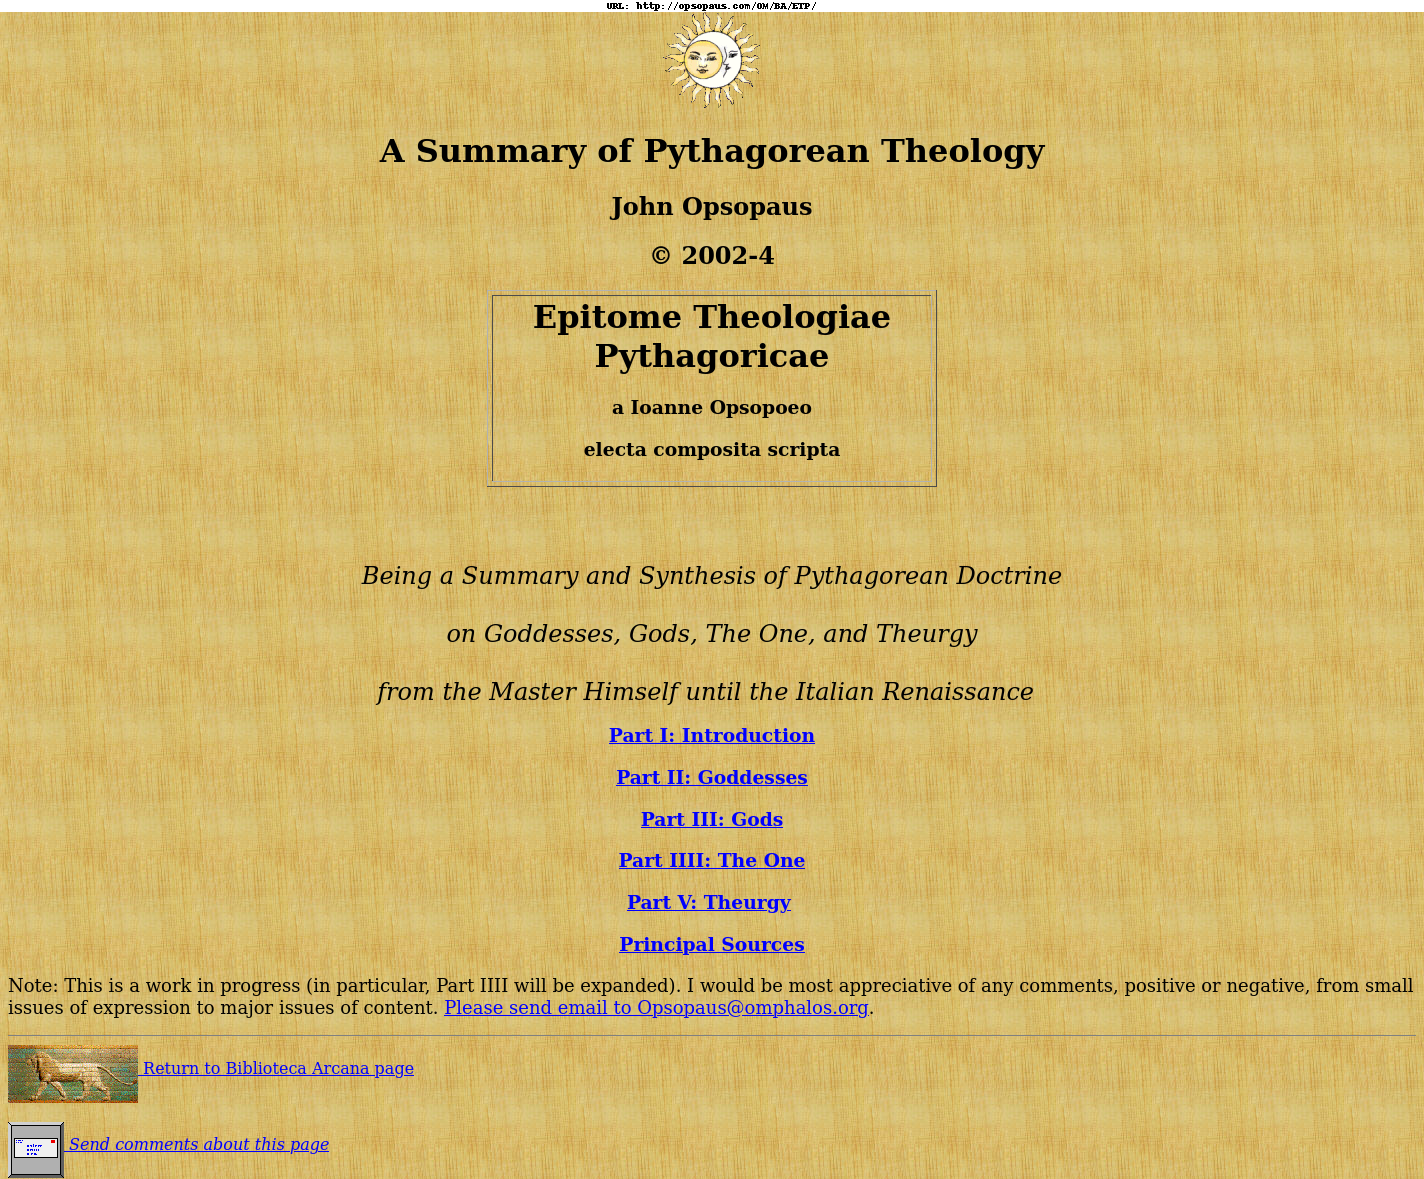 URL: http://opsopaus.com/OM/BA/ETP/
A Summary of Pythagorean Theology
John Opsopaus
© 2002-4
Epitome Theologiae
Pythagoricae
a Ioanne Opsopoeo
electa composita scripta
Being a Summary and Synthesis of Pythagorean Doctrine
on Goddesses, Gods, The One, and Theurgy
from the Master Himself until the Italian Renaissance
Part I: Introduction
Part II: Goddesses
Part III: Gods
Part IIII: The One
Part V: Theurgy
Principal Sources
Note: This is a work in progress (in particular, Part IIII will be expanded). I would be most appreciative of any comments, positive or negative, from small
issues of expression to major issues of content. Please send email to Opsopaus@omphalos.org.
Return to Biblioteca Arcana page
Send comments about this page